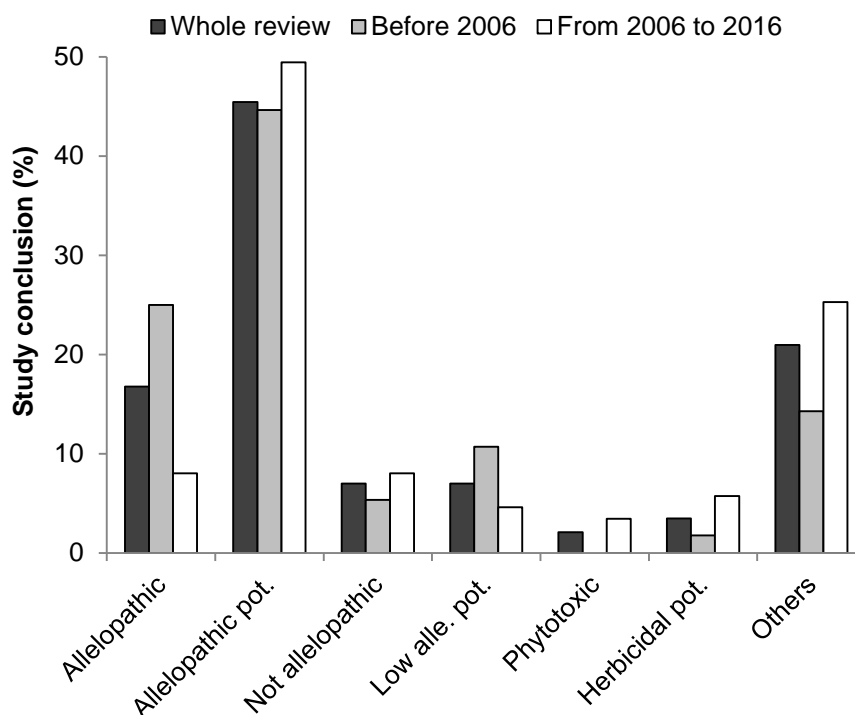 Whole review Before 2006 From 2006 to 2016
Study conclusion (%)
50
40
30
20
10
0
Allelopathic
Allelopathic pot.
Not allelopathic
Low alle. pot.
Phytotoxic
Herbicidal pot.
Others